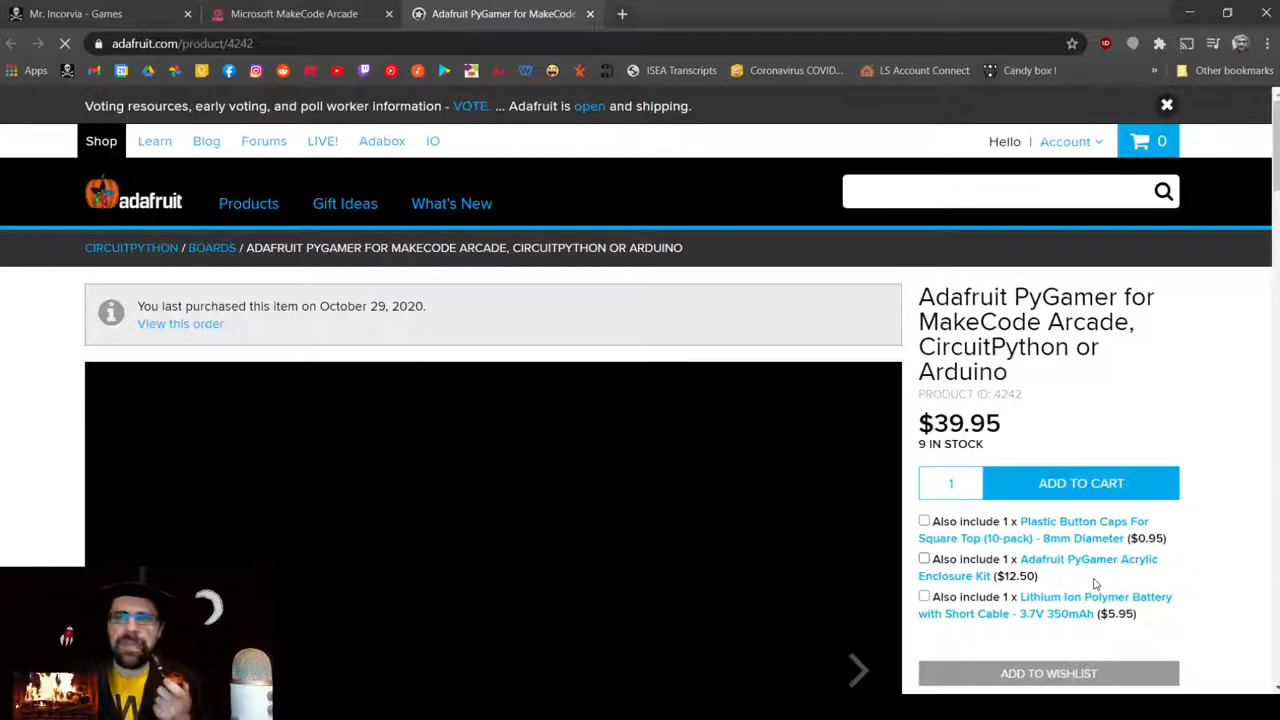 Mr. Incorvia - Games
Microsoft MakeCode Arcade
Adafruit PyGamer for MakeCode
adafruit.com/product/4242
Apps
ISEA Transcripts
Coronavirus COVID...
LS Account Connect
Candy box !
Other bookmarks
Voting resources, early voting, and poll worker information - VOTE. ... Adafruit is open and shipping.
Shop Learn Blog Forums LIVE! Adabox IO
Hello | Account
0
adafruit
Products Gift Ideas What's New
CIRCUITPYTHON / BOARDS / ADAFRUIT PYGAMER FOR MAKECODE ARCADE, CIRCUITPYTHON OR ARDUINO
You last purchased this item on October 29, 2020.
View this order
Adafruit PyGamer for
MakeCode Arcade,
CircuitPython or
Arduino
PRODUCT ID: 4242
$39.95
9 IN STOCK
1
ADD TO CART
Also include 1 x Plastic Button Caps For
Square Top (10-pack) - 8mm Diameter ($0.95)
Also include 1 x Adafruit PyGamer Acrylic
Enclosure Kit ($12.50)
Also include 1 x Lithium Ion Polymer Battery
with Short Cable - 3.7V 350mAh ($5.95)
ADD TO WISHLIST